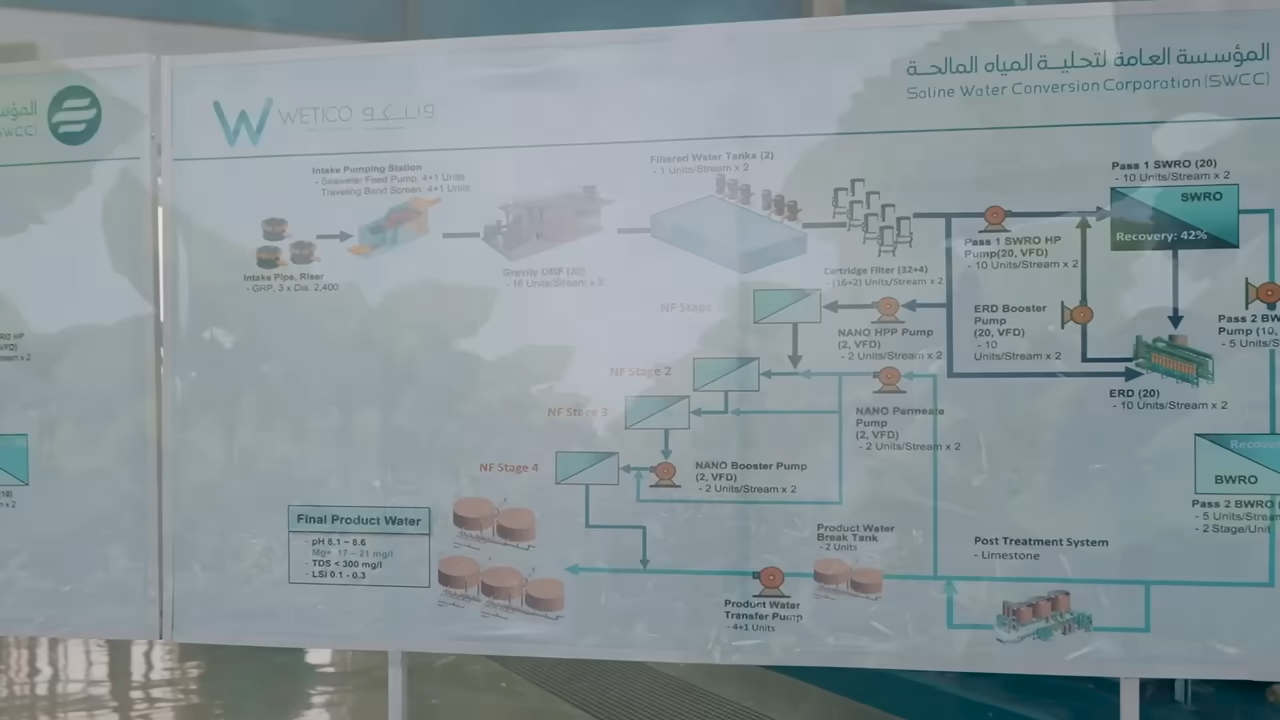 WETICO
المؤسسة العامة لتحلية المياه المالحة
Saline Water Conversion Corporation (SWCC)
Intake Pumping Station
- Seawater Feed Pump: 4+1 Units
Traveling Band Screen: 4+1 Units
Intake Pipe, Riser
- GRP, 3 x Dia. 2,400
Filtered Water Tanks (2)
- 1 Units/Stream x 2
Cartridge Filter (32+4)
- (16+2) Units/Stream x 2
Pass 1 SWRO (20)
- 10 Units/Stream x 2
SWRO
Recovery: 42%
Pass 1 SWRO HP
Pump(20, VFD)
- 10 Units/Stream x 2
ERD Booster
Pump
(20, VFD)
- 10
Units/Stream x 2
ERD (20)
- 10 Units/Stream x 2
Pass 2
Pump (10,
- 5 Units/S
NF Stage
NANO HPP Pump
(2, VFD)
- 2 Units/Stream x 2
NF Stage 2
NANO Permeate
Pump
(2, VFD)
- 2 Units/Stream x 2
NF Stage 3
NF Stage 4
NANO Booster Pump
(2, VFD)
- 2 Units/Stream x 2
BWRO
Pass 2 BWRO
- 5 Units/Stream
- 2 Stage/Unit
Final Product Water
- pH 8.1 – 8.6
Mg+ 17 – 21 mg/l
- TDS < 300 mg/l
- LSI 0.1 - 0.3
Product Water
Break Tank
- 2 Units
Post Treatment System
- Limestone
Product Water
Transfer Pump
- 4+1 Units